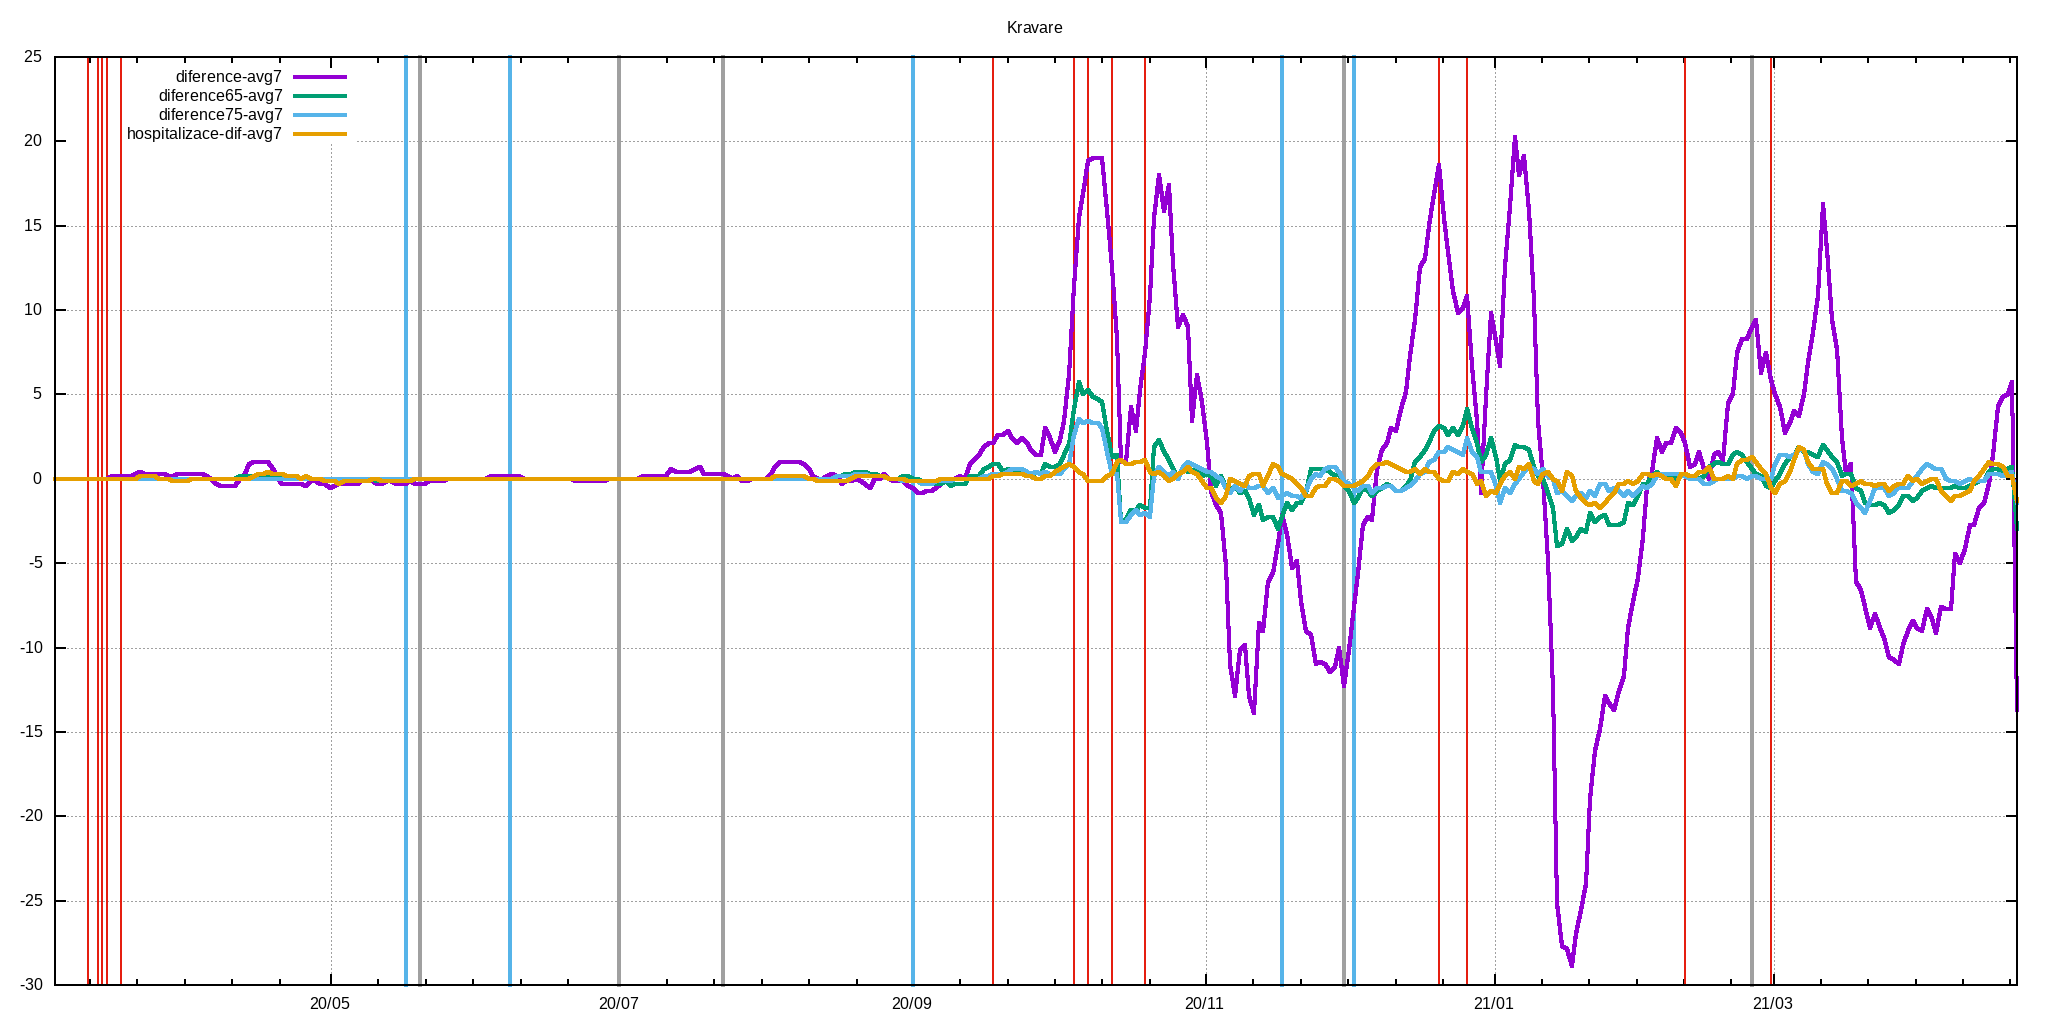 Kravare
25
diference-avg7
diference65-avg7
diference75-avg7
hospitalizace-dif-avg7
20
15
10
5
0
-5
-10
-15
-20
-25
-30
20/05 20/07 20/09 20/11 21/01 21/03